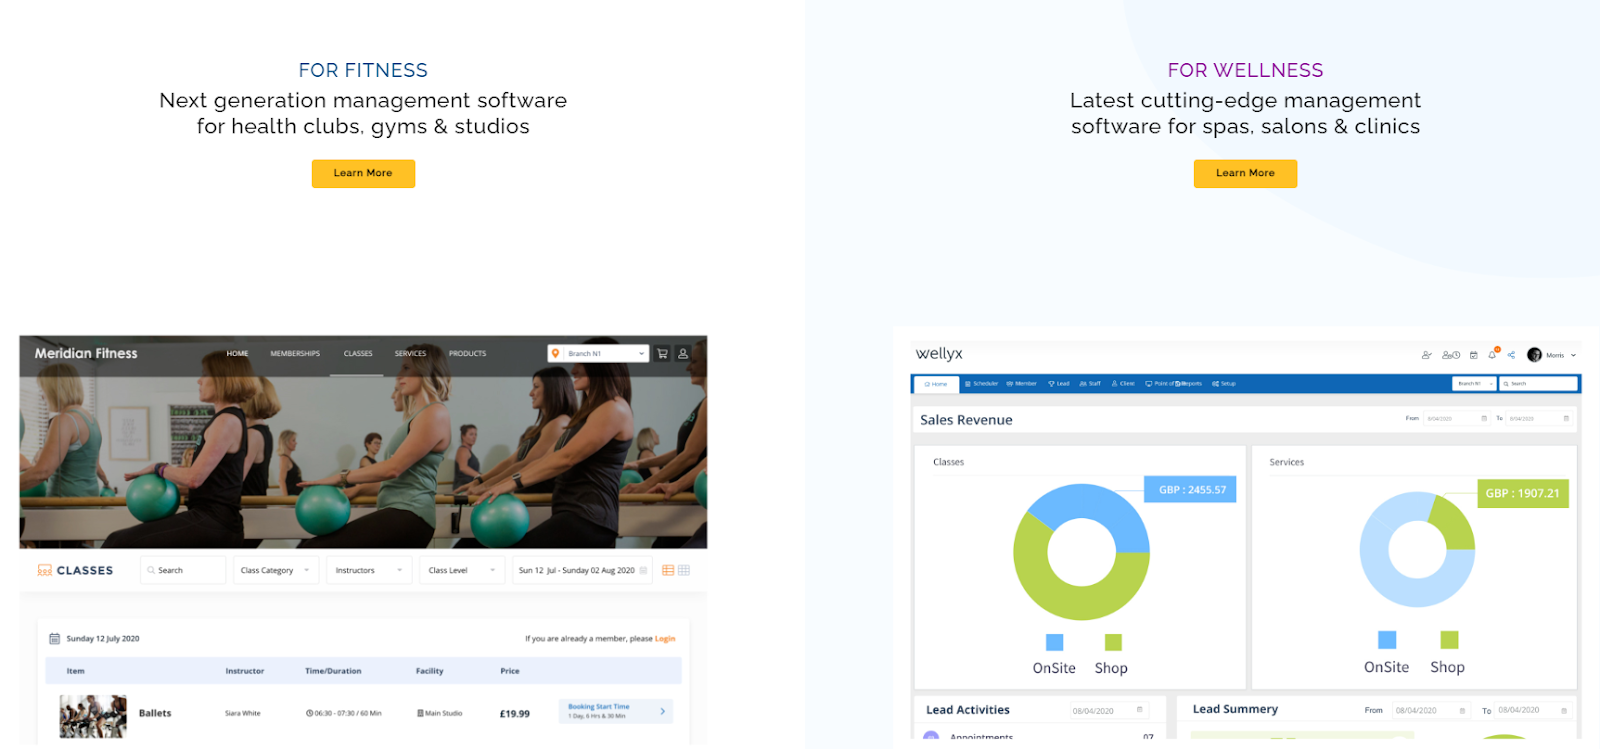 FOR FITNESS
Next generation management software
for health clubs, gyms & studios
Learn More
FOR WELLNESS
Latest cutting-edge management
software for spas, salons & clinics
Learn More
Meridian Fitness
HOME MEMBERSHIPS CLASSES SERVICES PRODUCTS
Branch N1
CLASSES
Search
Class Category
Instructors
Class Level
Sun 12 Jul - Sunday 02 Aug 2020
Sunday 12 July 2020
If you are already a member, please Login
Item Instructor Time/Duration Facility Price
Ballets Siara White 06:30 - 07:30 / 60 Min Main Studio £19.99
Booking Start Time
1 Day, 6 Hrs & 30 Min
wellyx
Morris
Home Scheduler Member Lead Staff Client Point of Reports Setup
Branch N1 Search
Sales Revenue
From 8/04/2020 To 8/04/2020
Classes
GBP : 2455.57
OnSite Shop
Services
GBP : 1907.21
OnSite Shop
Lead Activities
08/04/2020
Appointments 07
Lead Summery
From 08/04/2020 To 08/04/2020